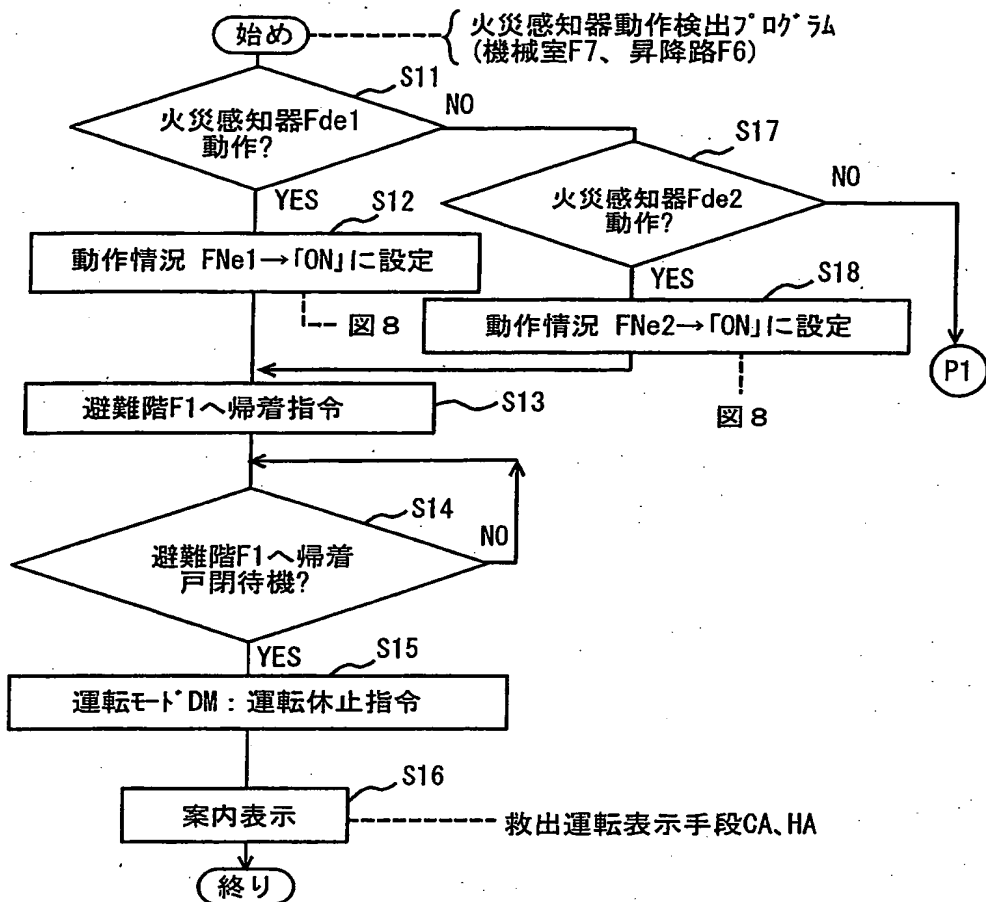 始め
火災感知器動作検出プログラム
(機械室F7、昇降路F6)
S11
火災感知器Fde1
動作?
NO
YES
S17
火災感知器Fde2
動作?
NO
YES
S12
動作情況 FNe1→「ON」に設定
図8
S18
動作情況 FNe2→「ON」に設定
図8
P1
避難階F1へ帰着指令
S13
S14
避難階F1へ帰着
戸閉待機?
NO
YES
S15
運転モードDM:運転休止指令
S16
案内表示
救出運転表示手段CA、HA
終り